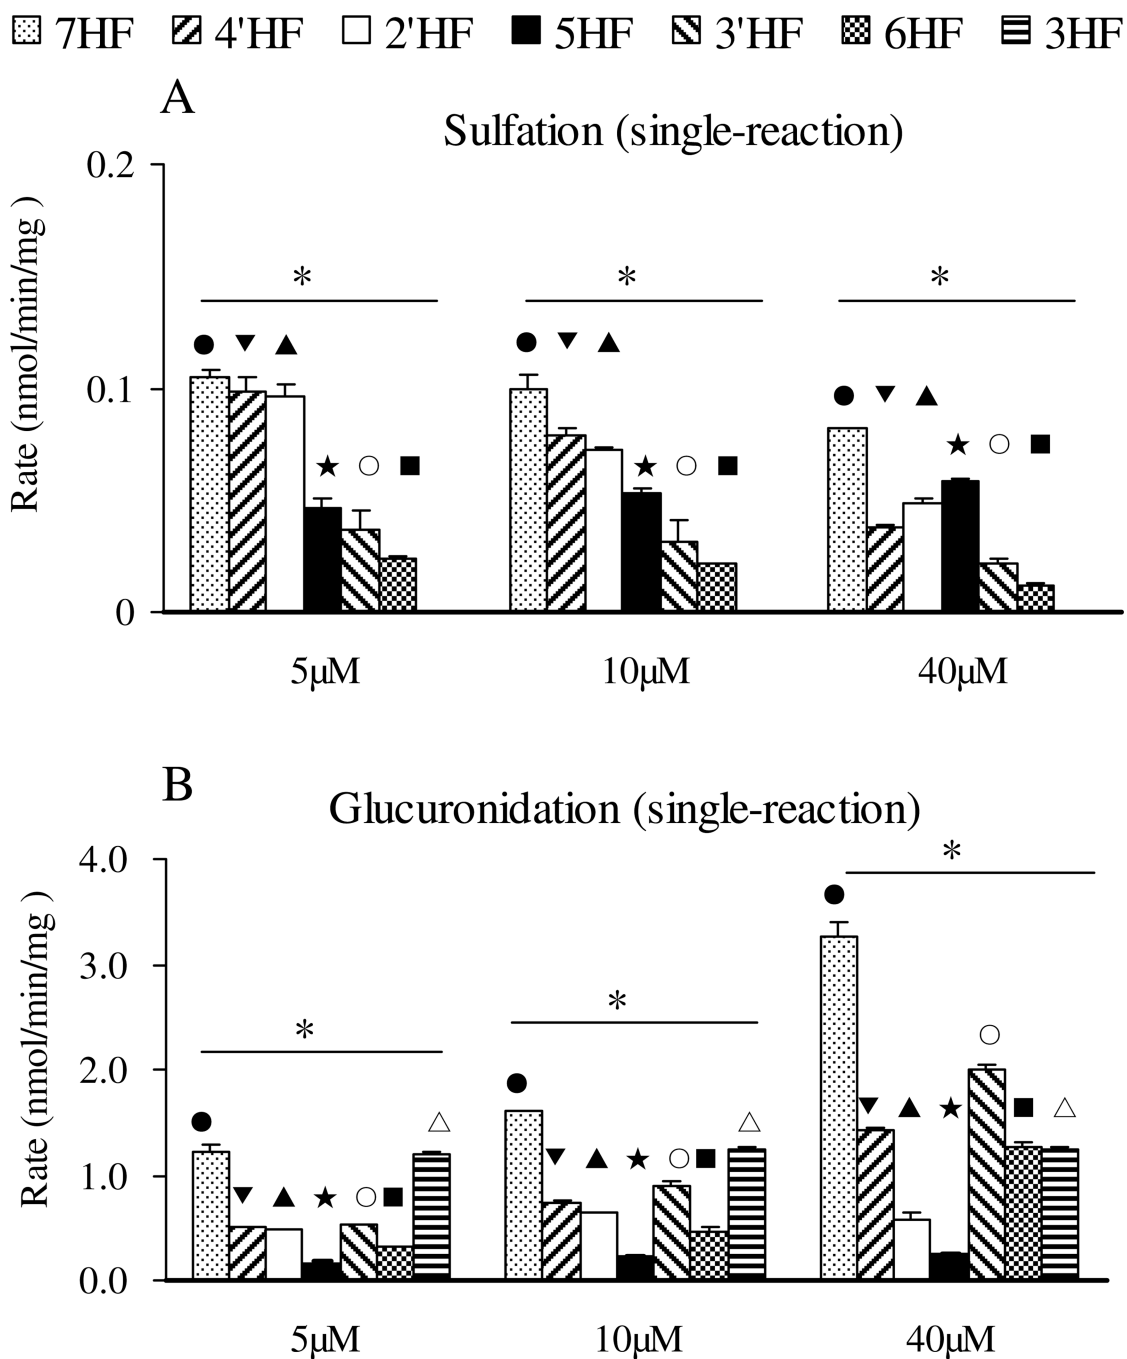 7HF 4'HF 2'HF 5HF 3'HF 6HF 3HF
A
Sulfation (single-reaction)
Rate (nmol/min/mg )
0.2
0.1
0
* * *
5µM 10µM 40µM
B
Glucuronidation (single-reaction)
Rate (nmol/min/mg )
4.0
3.0
2.0
1.0
0.0
* * *
5µM 10µM 40µM